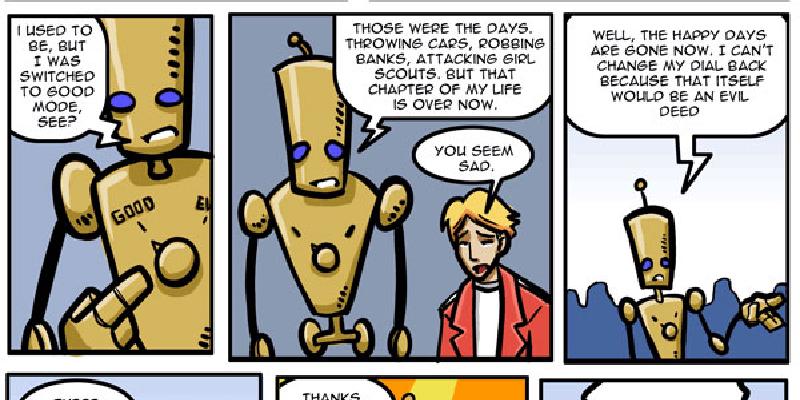 I USED TO
BE, BUT
I WAS
SWITCHED
TO GOOD
MODE,
SEE?
GOOD
THOSE WERE THE DAYS.
THROWING CARS, ROBBING
BANKS, ATTACKING GIRL
SCOUTS. BUT THAT
CHAPTER OF MY LIFE
IS OVER NOW.
YOU SEEM
SAD.
WELL, THE HAPPY DAYS
ARE GONE NOW. I CAN'T
CHANGE MY DIAL BACK
BECAUSE THAT ITSELF
WOULD BE AN EVIL
DEED
THANKS